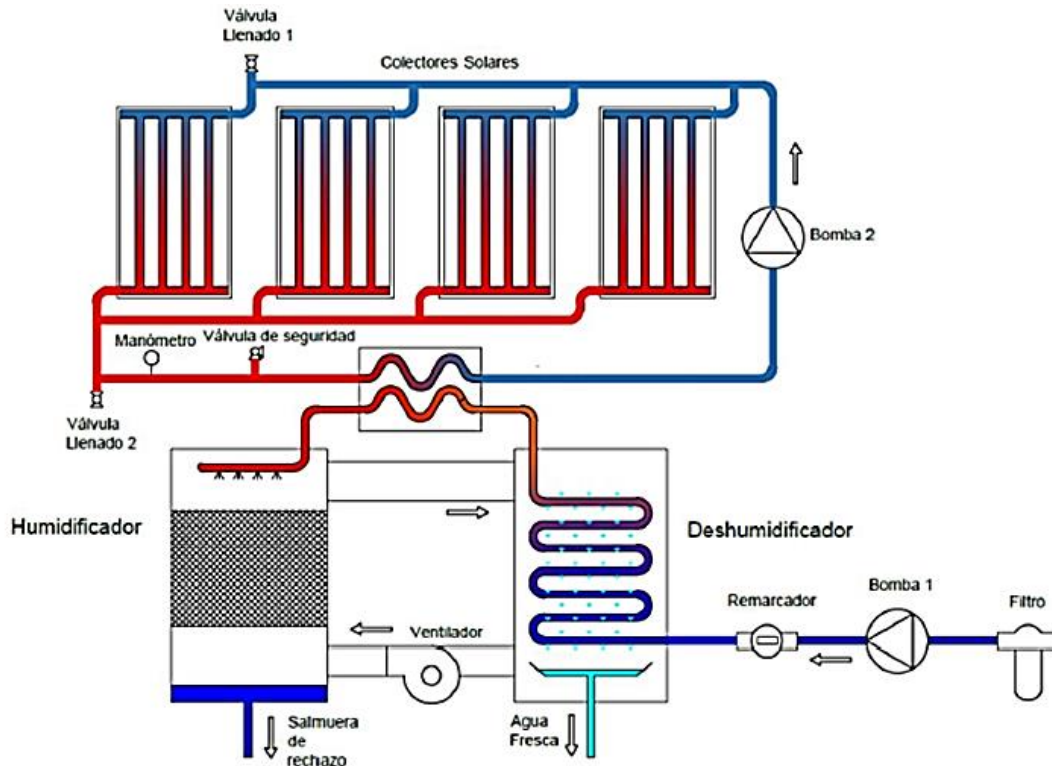 Válvula
Llenado 1
Colectores Solares
Bomba 2
Manómetro
Válvula de seguridad
Válvula
Llenado 2
Humidificador
Deshumidificador
Bomba 1
Remarcador
Filtro
Ventilador
Salmuera
de
rechazo
Agua
Fresca